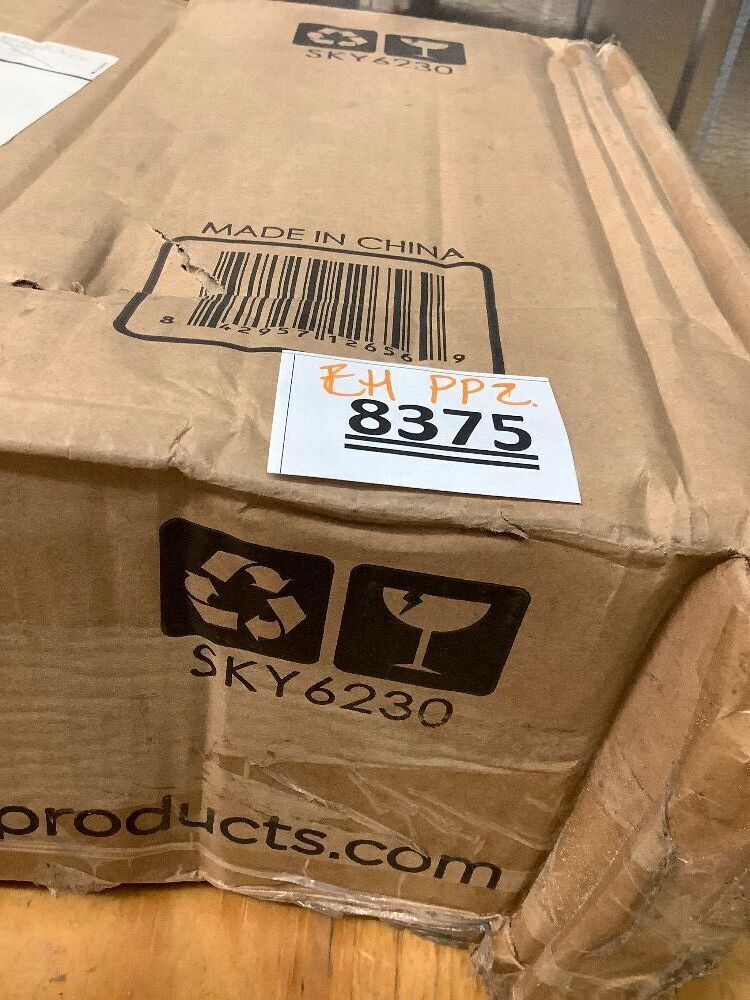 SKY6230
MADE IN CHINA
8 42957 12656 9
EH PPZ.
8375
SKY6230
products.com